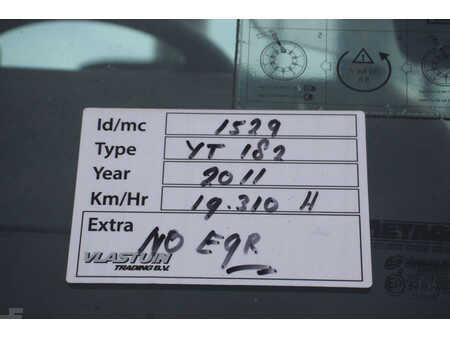 Id/mc 1529
Type YT 182
Year 2011
Km/Hr 19.310 H
Extra
NO EGR
VLASTUIN
TRADING B.V.